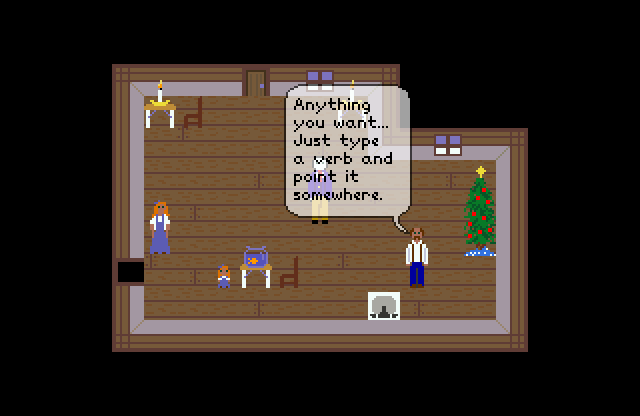 Anything
you want...
Just type
a verb and
point it
somewhere.